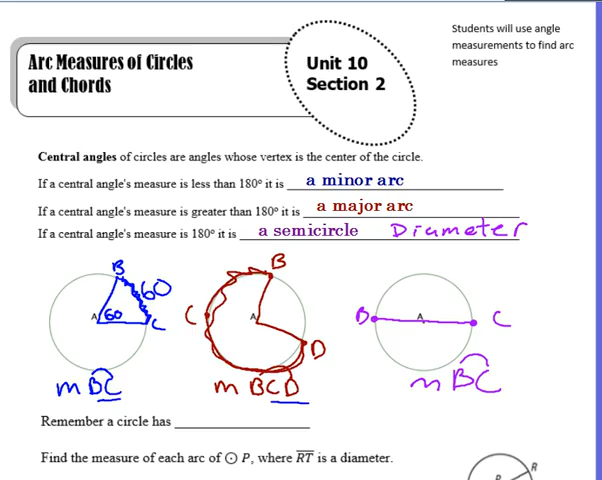 Students will use angle
measurements to find arc
measures
Arc Measures of Circles
and Chords
Unit 10
Section 2
Central angles of circles are angles whose vertex is the center of the circle.
If a central angle's measure is less than 180° it is a minor arc
If a central angle's measure is greater than 180° it is a major arc
If a central angle's measure is 180° it is a semicircle Diameter
B
60
A 60
C
B
C
A
D
B
A
C
m BC
m BCD
m BC
Remember a circle has
Find the measure of each arc of ⊙ P, where RT is a diameter.
R
P